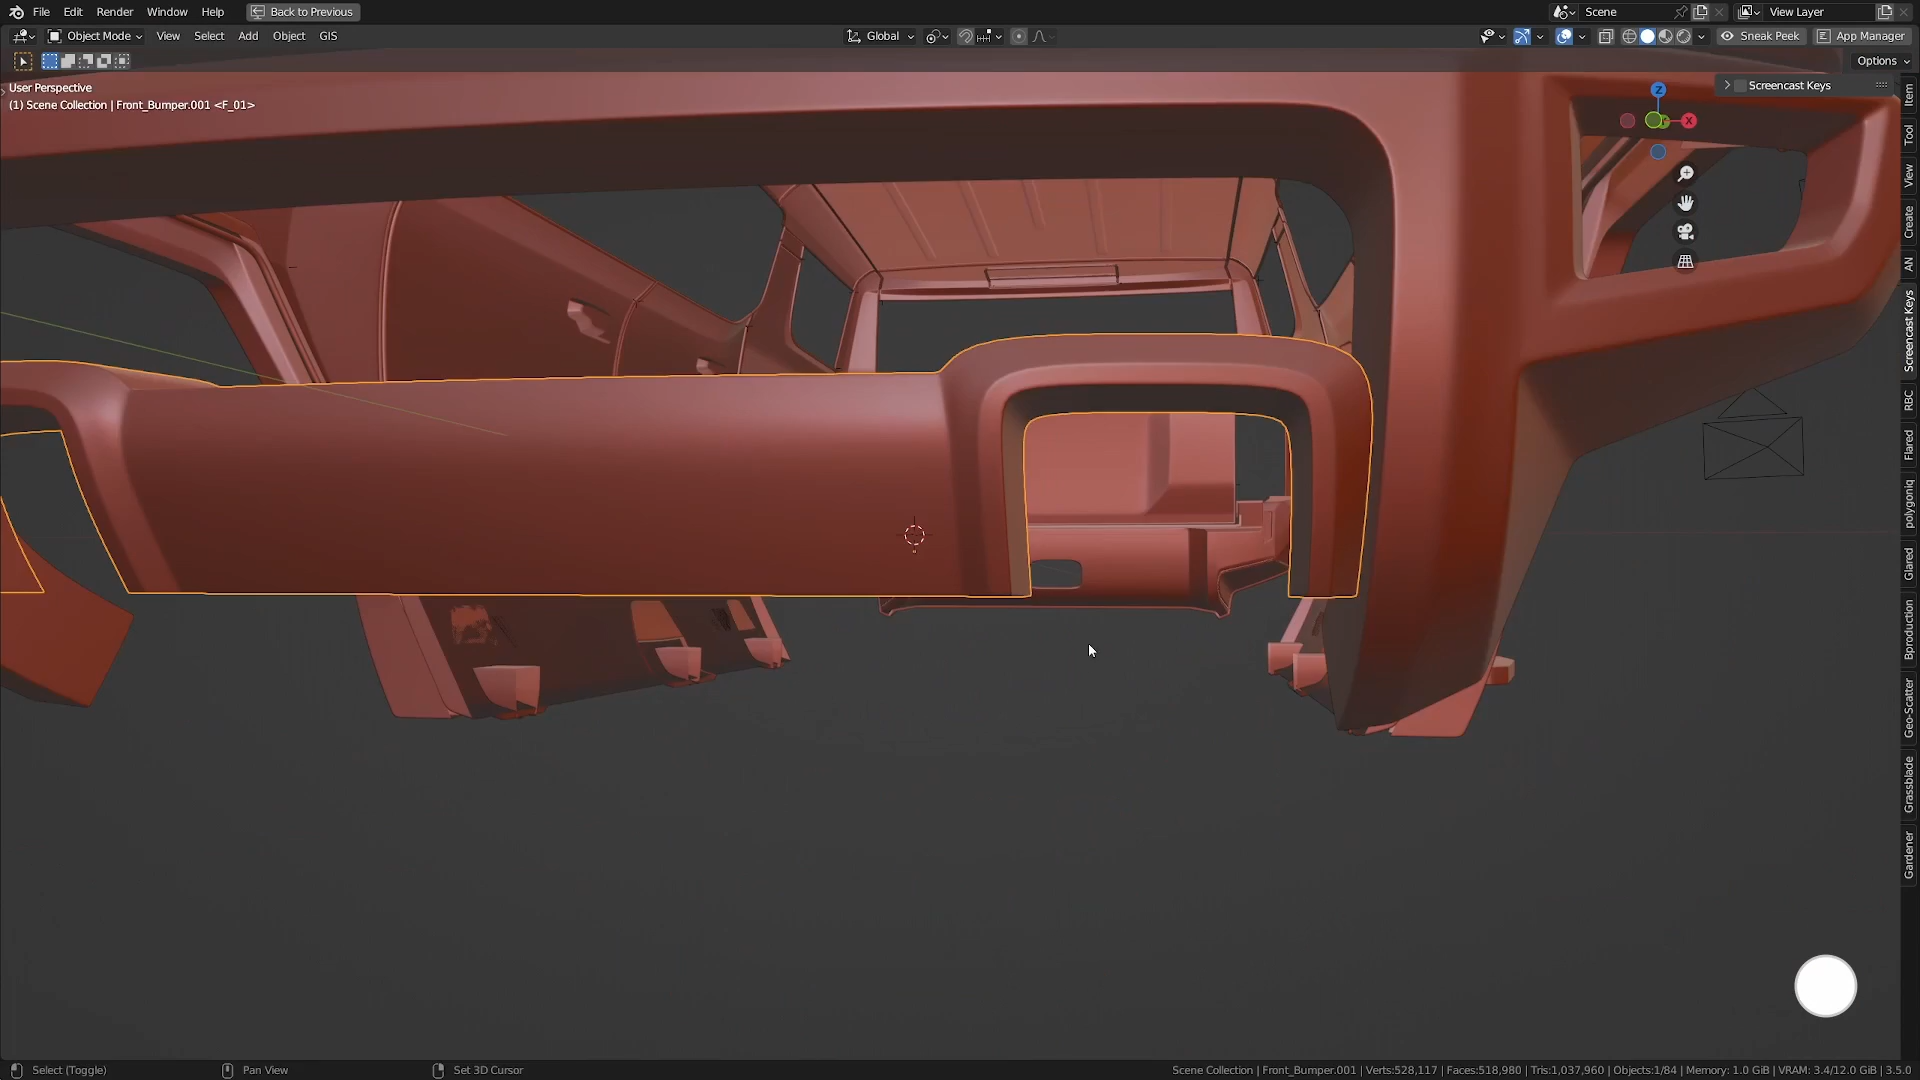 File Edit Render Window Help Back to Previous Scene View Layer
Object Mode View Select Add Object GIS Global Sneak Peek App Manager
Options
User Perspective
(1) Scene Collection | Front_Bumper.001 <F_01>
Screencast Keys
Z
X
Item
Tool
View
Create
AN
Screencast Keys
RBC
Flared
polygoniq
Glared
Bproduction
Geo-Scatter
Grassblade
Gardener
Select (Toggle) Pan View Set 3D Cursor Scene Collection | Front_Bumper.001 | Verts:528,117 | Faces:518,980 | Tris:1,037,960 | Objects:1/84 | Memory: 1.0 GiB | VRAM: 3.4/12.0 GiB | 3.5.0